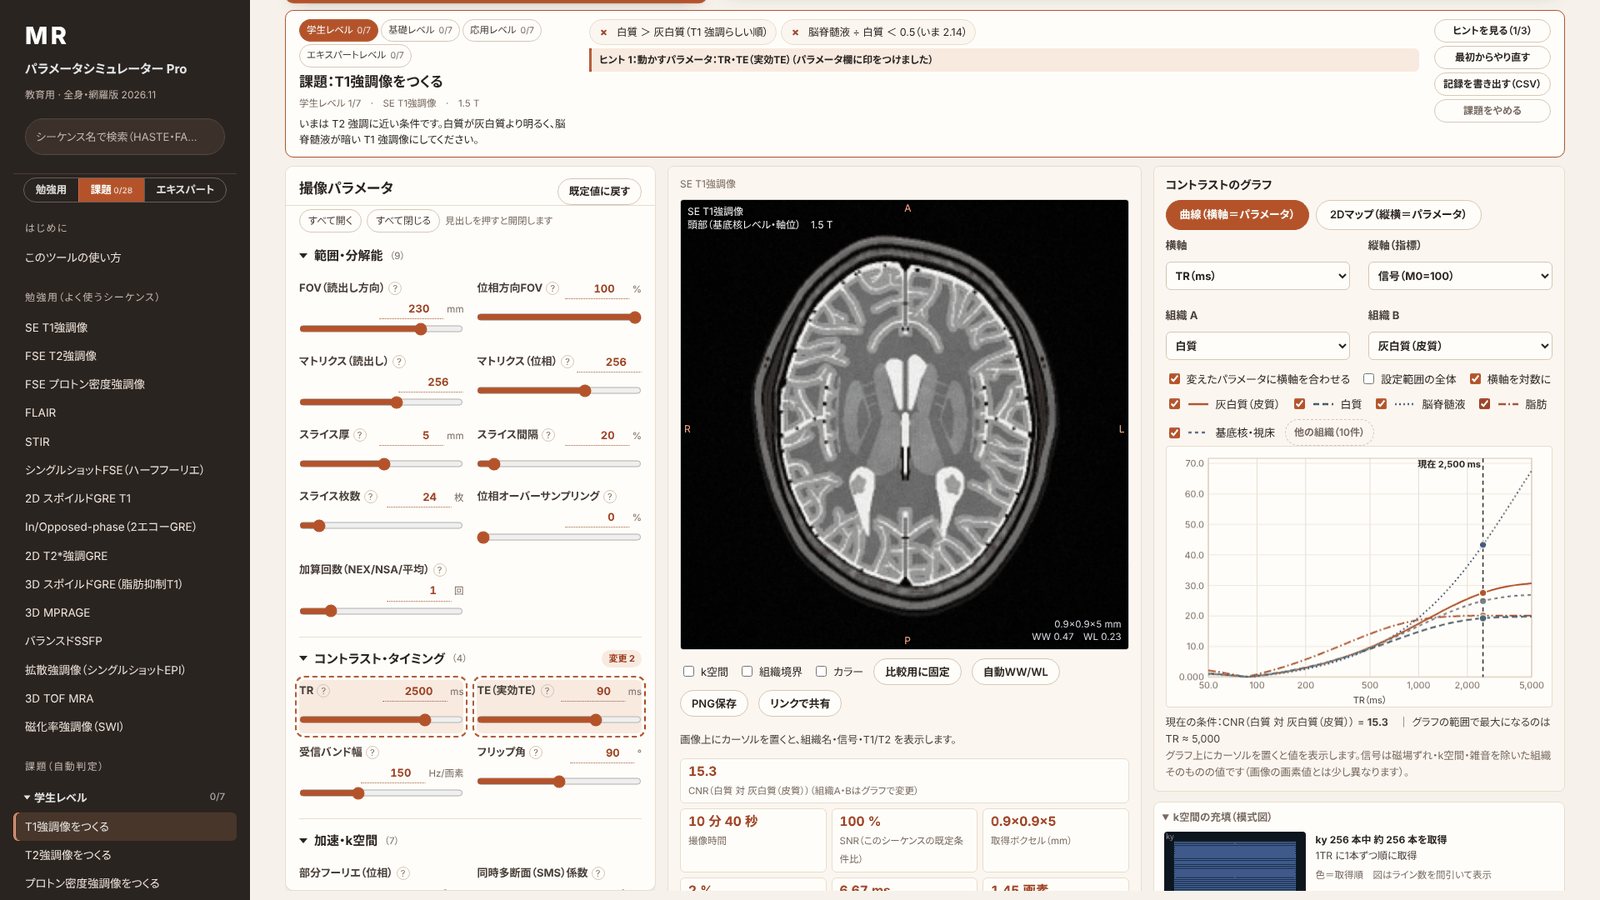 MR
パラメータシミュレーター Pro
教育用・全身・網羅版 2026.11
シーケンス名で検索(HASTE・FA...
勉強用
課題 0/28
エキスパート
はじめに
このツールの使い方
勉強用(よく使うシーケンス)
SE T1強調像
FSE T2強調像
FSE プロトン密度強調像
FLAIR
STIR
シングルショットFSE(ハーフフーリエ)
2D スポイルドGRE T1
In/Opposed-phase(2エコーGRE)
2D T2*強調GRE
3D スポイルドGRE(脂肪抑制T1)
3D MPRAGE
バランスドSSFP
拡散強調像(シングルショットEPI)
3D TOF MRA
磁化率強調像(SWI)
課題(自動判定)
学生レベル 0/7
T1強調像をつくる
T2強調像をつくる
プロトン密度強調像をつくる
学生レベル 0/7
基礎レベル 0/7
応用レベル 0/7
エキスパートレベル 0/7
課題:T1強調像をつくる
学生レベル 1/7 ・ SE T1強調像 ・ 1.5 T
いまは T2 強調に近い条件です。白質が灰白質より明るく、脳
脊髄液が暗い T1 強調像にしてください。
× 白質 > 灰白質(T1 強調らしい順)
× 脳脊髄液 ÷ 白質 < 0.5(いま 2.14)
ヒント 1:動かすパラメータ:TR・TE(実効TE)(パラメータ欄に印をつけました)
ヒントを見る(1/3)
最初からやり直す
記録を書き出す(CSV)
課題をやめる
撮像パラメータ
既定値に戻す
すべて開く
すべて閉じる
見出しを押すと開閉します
範囲・分解能 (9)
FOV(読出し方向) ?
230 mm
位相方向FOV ? 100 %
マトリクス(読出し) ?
256
マトリクス(位相) ? 256
スライス厚 ? 5 mm
スライス間隔 ? 20 %
スライス枚数 ? 24 枚
位相オーバーサンプリング ?
0 %
加算回数(NEX/NSA/平均) ?
1 回
コントラスト・タイミング (4)
変更 2
TR ? 2500 ms
TE(実効TE) ? 90 ms
受信バンド幅 ?
150 Hz/画素
フリップ角 ? 90 °
加速・k空間 (7)
部分フーリエ(位相) ?
同時多断面(SMS)係数 ?
SE T1強調像
SE T1強調像
頭部(基底核レベル・軸位) 1.5 T
A
R
L
P
0.9×0.9×5 mm
WW 0.47 WL 0.23
k空間
組織境界
カラー
比較用に固定
自動WW/WL
PNG保存
リンクで共有
画像上にカーソルを置くと、組織名・信号・T1/T2 を表示します。
15.3
CNR(白質 対 灰白質(皮質))(組織A・Bはグラフで変更)
10 分 40 秒
撮像時間
100 %
SNR(このシーケンスの既定条
件比)
0.9×0.9×5
取得ボクセル(mm)
2 %
6.67 ms
1.45 画素
コントラストのグラフ
曲線(横軸=パラメータ)
2Dマップ(縦横=パラメータ)
横軸
縦軸(指標)
TR(ms)
信号(M0=100)
組織 A
組織 B
白質
灰白質(皮質)
変えたパラメータに横軸を合わせる
設定範囲の全体
横軸を対数に
灰白質(皮質)
白質
脳脊髄液
脂肪
基底核・視床
他の組織(10件)
現在 2,500 ms
70.0
60.0
50.0
40.0
30.0
20.0
10.0
0.000
50.0 100 200 500 1,000 2,000 5,000
TR(ms)
現在の条件:CNR(白質 対 灰白質(皮質)) = 15.3 | グラフの範囲で最大になるのは
TR ≈ 5,000
グラフ上にカーソルを置くと値を表示します。信号は磁場ずれ・k空間・雑音を除いた組織
そのものの値です(画像の画素値とは少し異なります)。
k空間の充填(模式図)
ky
ky 256 本中 約 256 本を取得
1TR に1本ずつ順に取得
色=取得順 図はライン数を間引いて表示